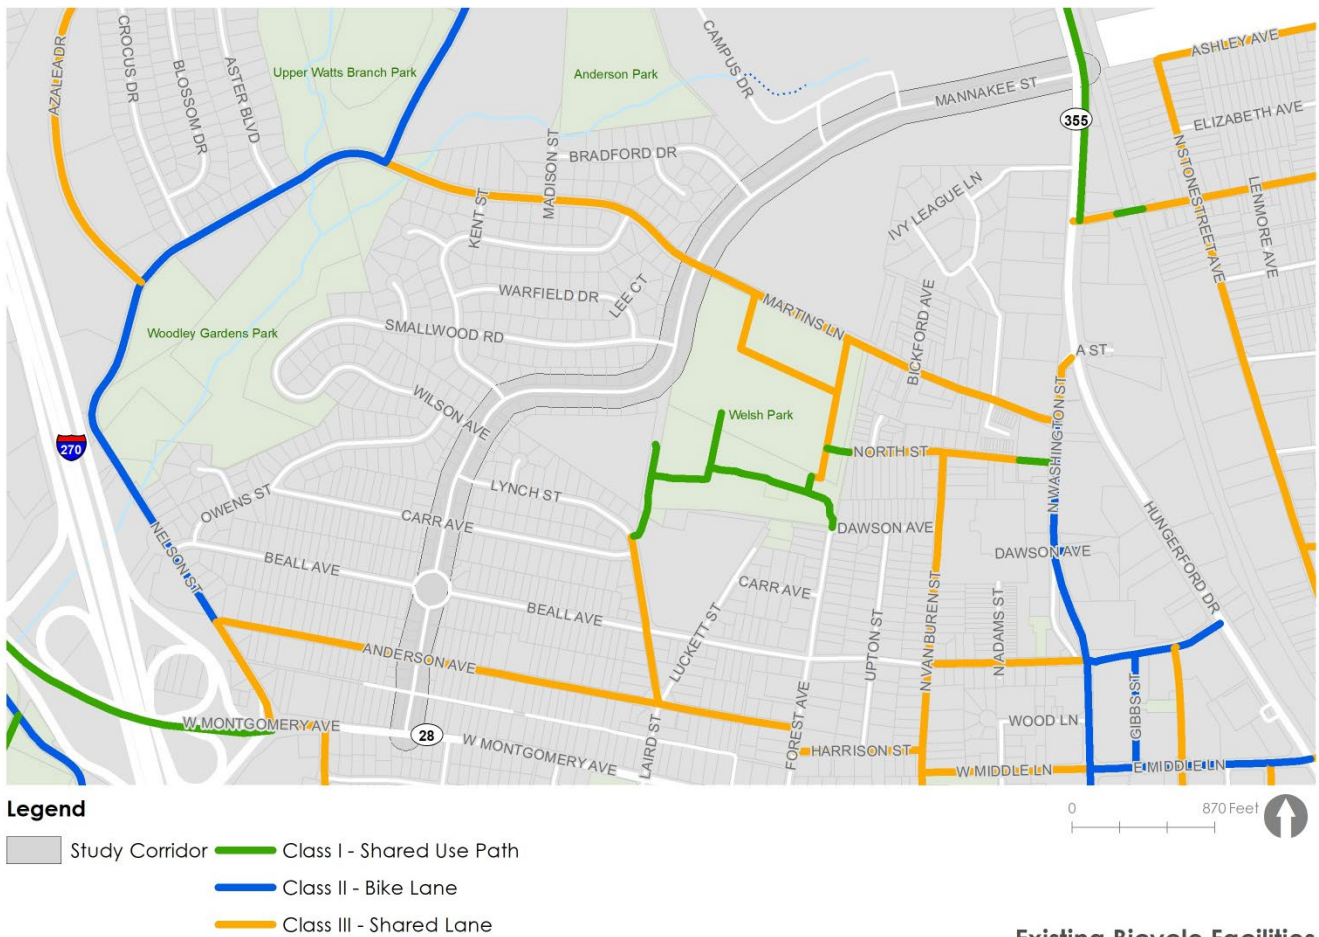 CROCUS DR
AZALEA DR
BLOSSOM DR
ASTER BLVD
Upper Watts Branch Park
Anderson Park
CAMPUS DR
MANNAKEE ST
355
ASHLEY AVE
ELIZABETH AVE
N STONESTREET AVE
LENMORE AVE
MADISON ST
BRADFORD DR
KENT ST
IVY LEAGUE LN
WARFIELD DR
LEE CT
MARTINS LN
Woodley Gardens Park
SMALLWOOD RD
BICKFORD AVE
A ST
WILSON AVE
Welsh Park
N WASHINGTON ST
270
NORTH ST
OWENS ST
LYNCH ST
CARR AVE
DAWSON AVE
HUNGERFORD DR
NELSON ST
BEALL AVE
DAWSON AVE
CARR AVE
BEALL AVE
LUCKETT ST
UPTON ST
N VAN BUREN ST
N ADAMS ST
ANDERSON AVE
GIBBS ST
W MONTGOMERY AVE
28
W MONTGOMERY AVE
LAIRD ST
FOREST AVE
HARRISON ST
WOOD LN
W MIDDLE LN
E MIDDLE LN
Legend
0 870 Feet
Study Corridor
Class I - Shared Use Path
Class II - Bike Lane
Class III - Shared Lane
Existing Bicycle Facilities